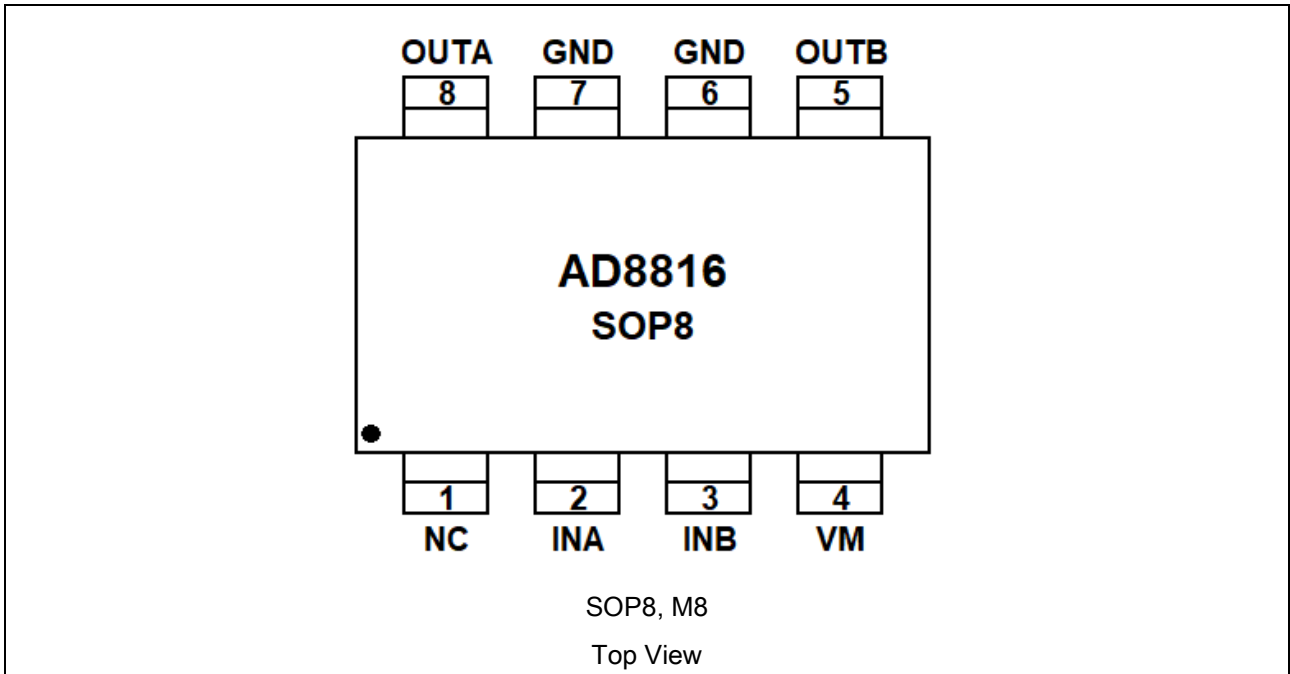 OUTA GND GND OUTB
8 7 6 5
AD8816
SOP8
1 2 3 4
NC INA INB VM
SOP8, M8
Top View